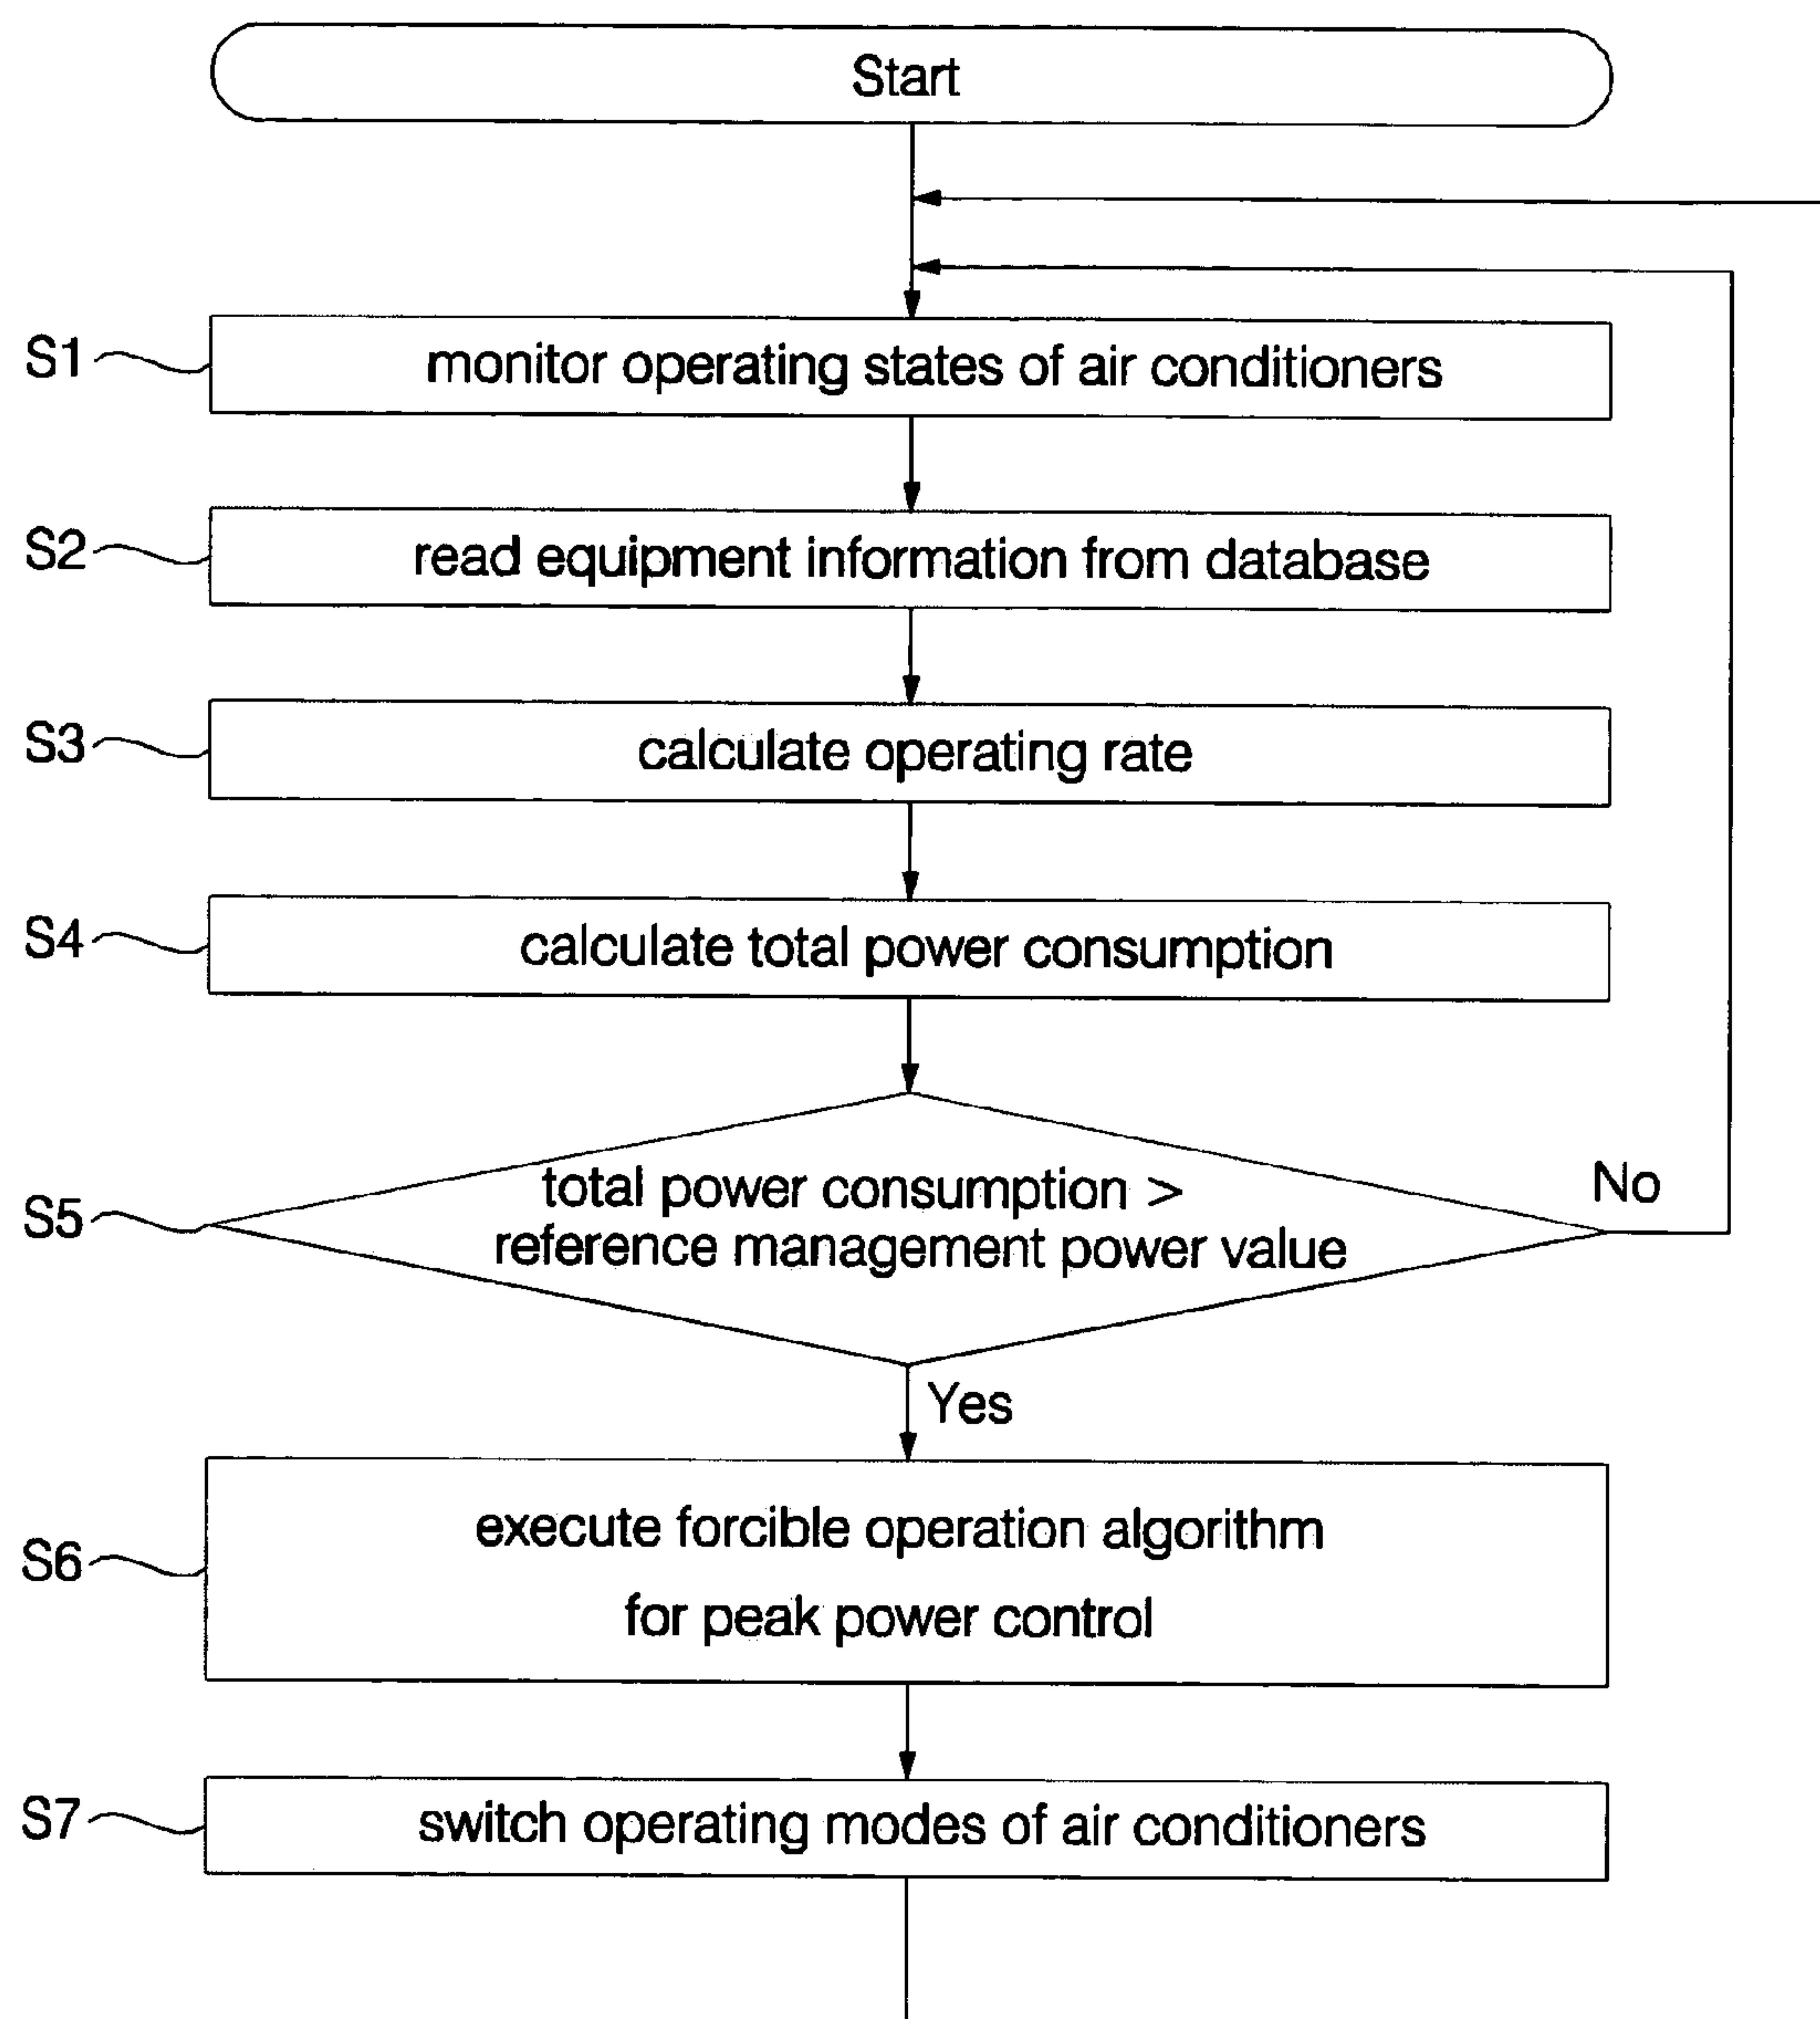 Start
S1
monitor operating states of air conditioners
S2
read equipment information from database
S3
calculate operating rate
S4
calculate total power consumption
S5
total power consumption >
reference management power value
No
Yes
S6
execute forcible operation algorithm
for peak power control
S7
switch operating modes of air conditioners